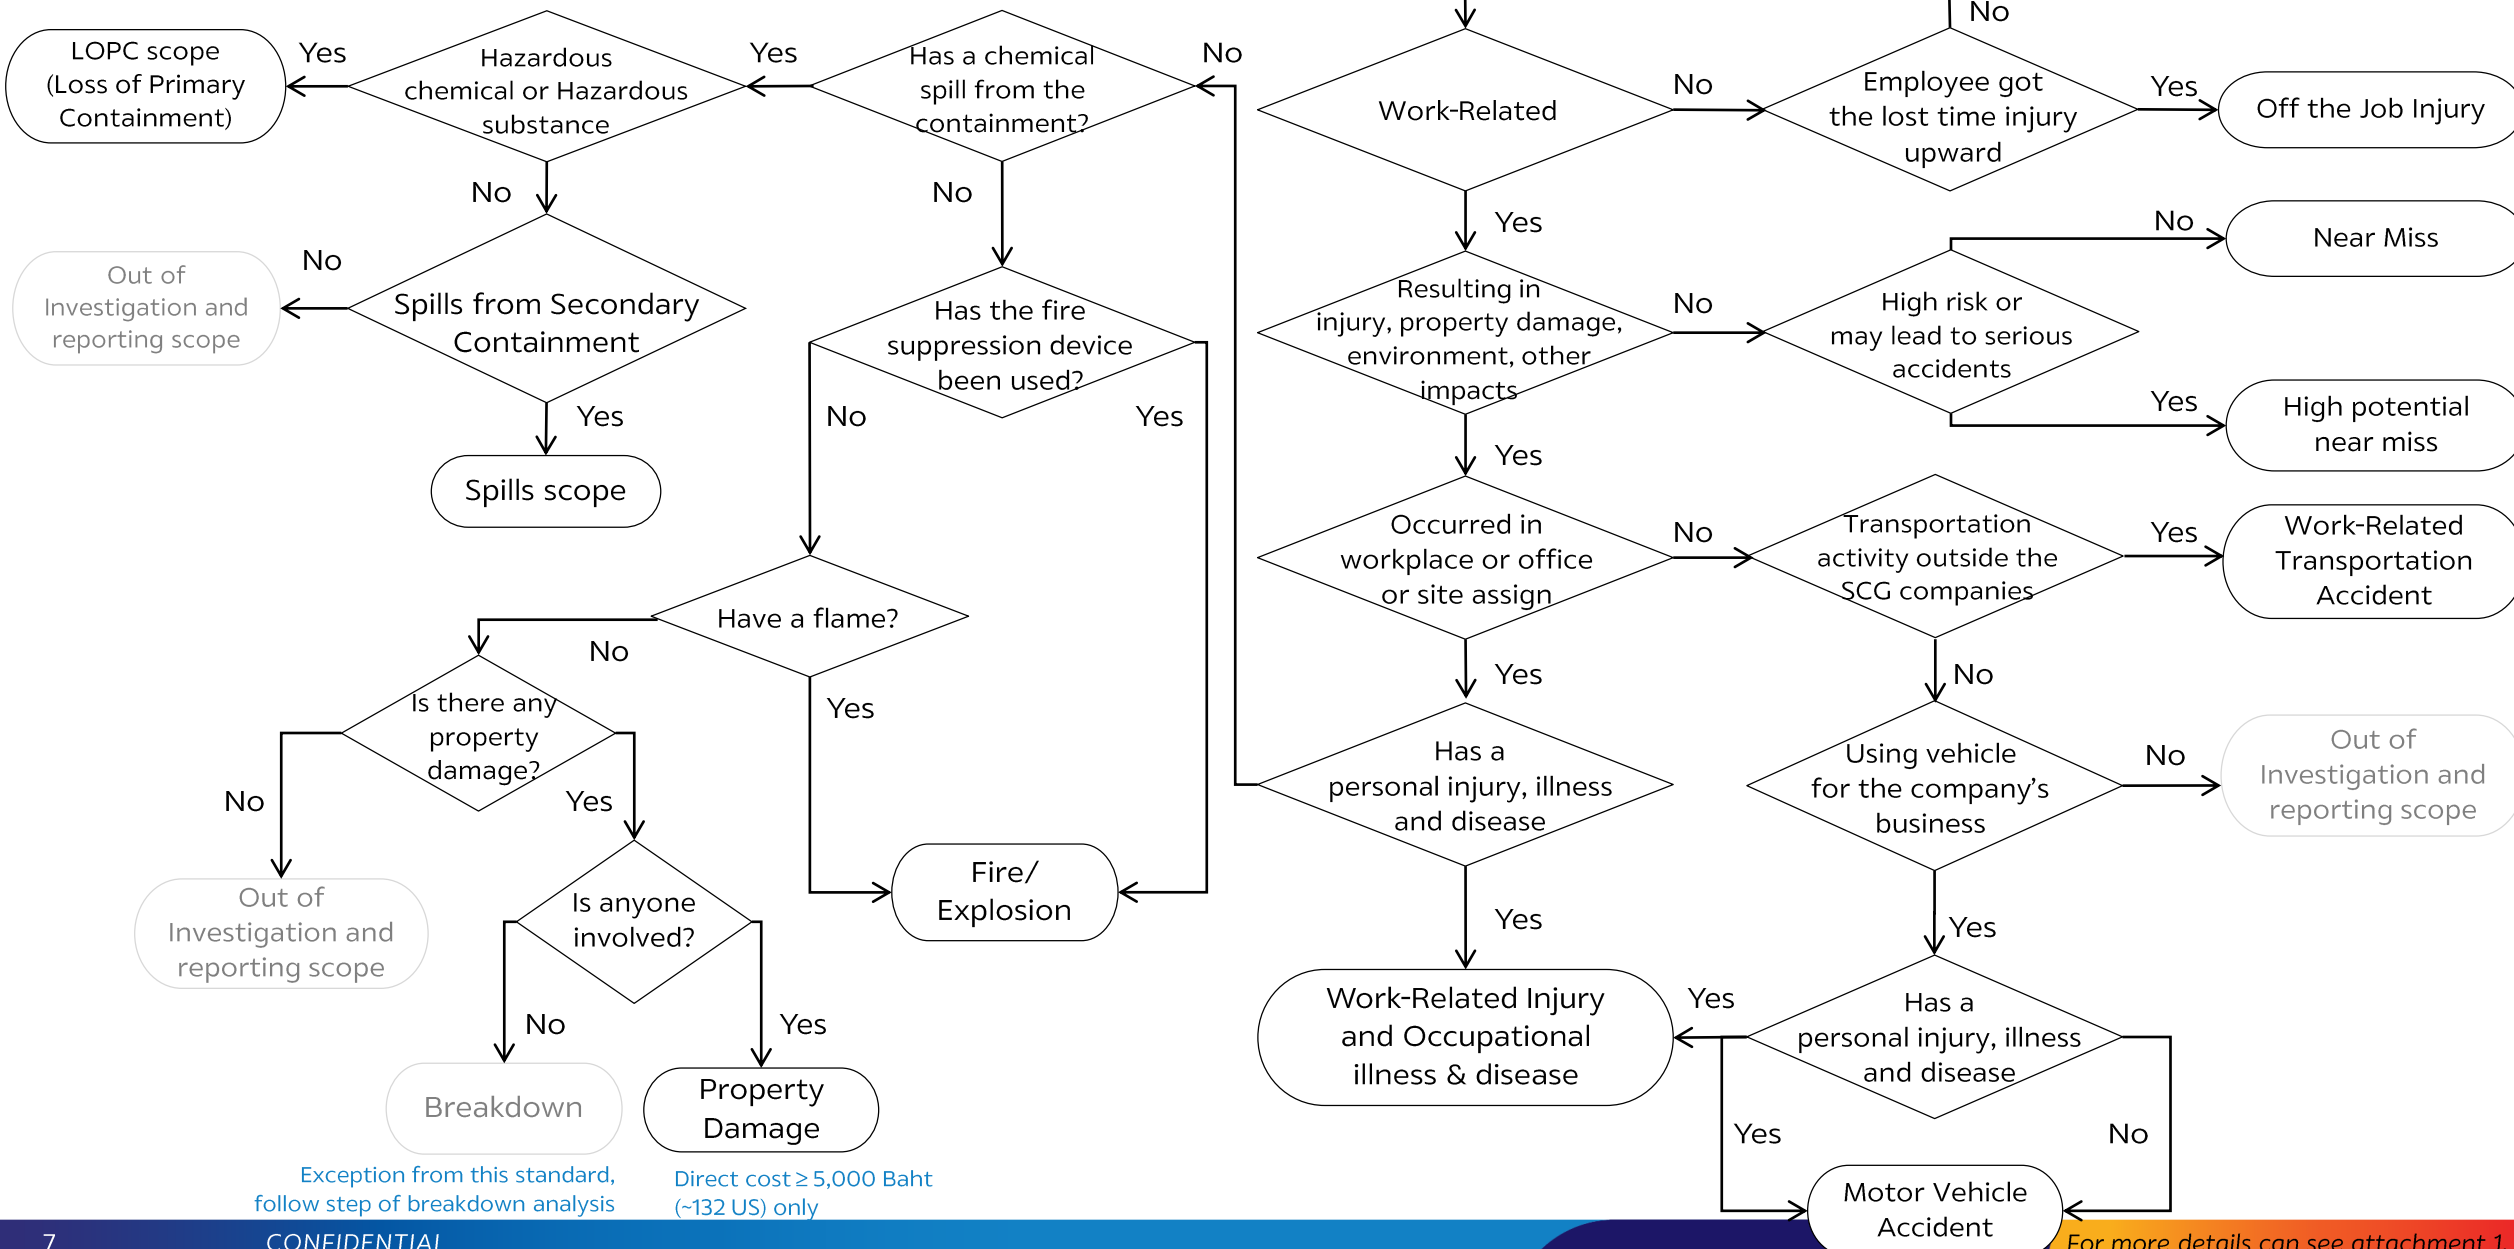 LOPC scope
(Loss of Primary
Containment)
Yes
Hazardous
chemical or Hazardous
substance
Yes
Has a chemical
spill from the
containment?
No
No
No
Out of
Investigation and
reporting scope
No
Spills from Secondary
Containment
Yes
Spills scope
Has the fire
suppression device
been used?
No
Yes
Have a flame?
No
Yes
Is there any
property
damage?
No
Yes
Out of
Investigation and
reporting scope
Is anyone
involved?
No
Yes
Fire/
Explosion
Breakdown
Exception from this standard,
follow step of breakdown analysis
Property
Damage
Direct cost ≥ 5,000 Baht
(~132 US) only
No
Work-Related
No
Employee got
the lost time injury
upward
Yes
Off the Job Injury
Yes
Resulting in
injury, property damage,
environment, other
impacts
No
High risk or
may lead to serious
accidents
No
Near Miss
Yes
High potential
near miss
Yes
Occurred in
workplace or office
or site assign
No
Transportation
activity outside the
SCG companies
Yes
Work-Related
Transportation
Accident
Yes
No
Has a
personal injury, illness
and disease
Using vehicle
for the company’s
business
No
Out of
Investigation and
reporting scope
Yes
Yes
Work-Related Injury
and Occupational
illness & disease
Yes
Has a
personal injury, illness
and disease
Yes
No
Motor Vehicle
Accident
7
CONFIDENTIAL
For more details can see attachment 1